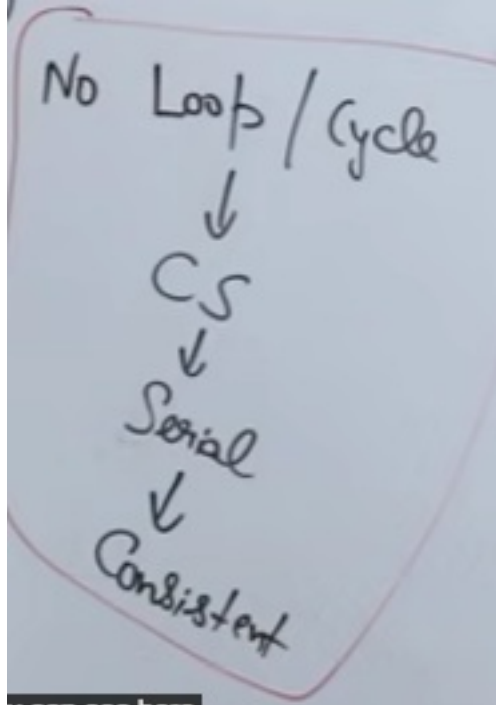 No Loop / Cycle
↓
CS
↓
Serial
↓
Consistent